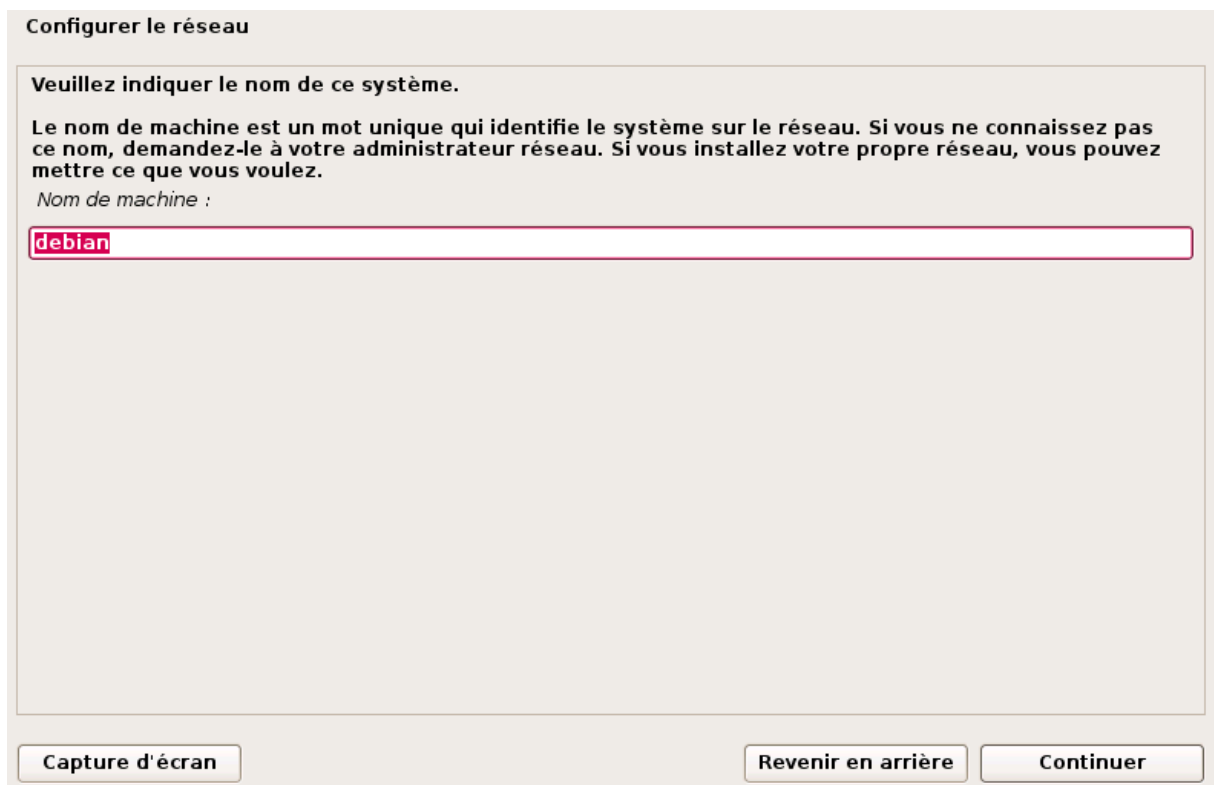 Configurer le réseau
Veuillez indiquer le nom de ce système.
Le nom de machine est un mot unique qui identifie le système sur le réseau. Si vous ne connaissez pas
ce nom, demandez-le à votre administrateur réseau. Si vous installez votre propre réseau, vous pouvez
mettre ce que vous voulez.
Nom de machine :
debian
Capture d'écran
Revenir en arrière
Continuer